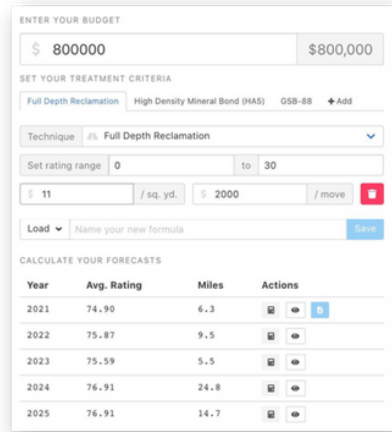 ENTER YOUR BUDGET
$ 800000 $800,000
SET YOUR TREATMENT CRITERIA
Full Depth Reclamation High Density Mineral Bond (HA5) GSB-88 + Add
Technique Full Depth Reclamation
Set rating range 0 to 30
$ 11 / sq. yd. $ 2000 / move
Load Name your new formula Save
CALCULATE YOUR FORECASTS
Year Avg. Rating Miles Actions
2021 74.90 6.3
2022 75.87 9.5
2023 75.59 5.5
2024 76.91 24.8
2025 76.91 14.7